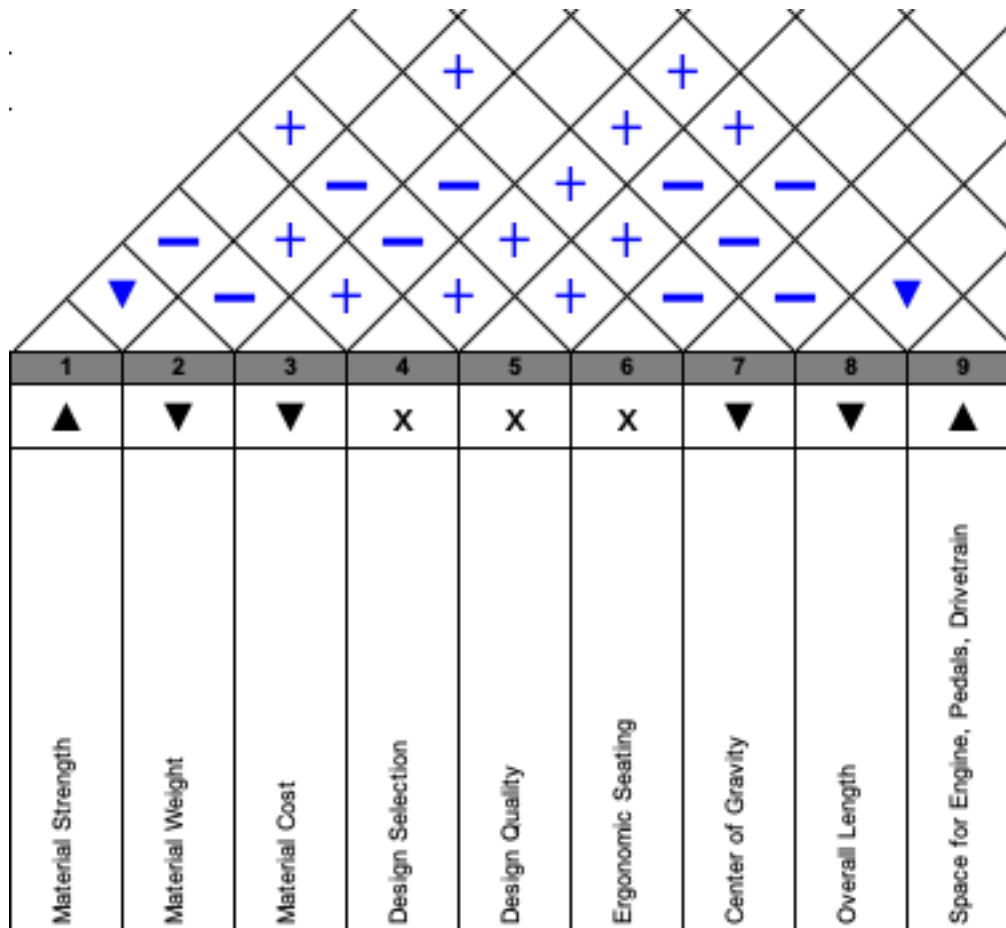 1 2 3 4 5 6 7 8 9
x x x
Material Strength
Material Weight
Material Cost
Design Selection
Design Quality
Ergonomic Seating
Center of Gravity
Overall Length
Space for Engine, Pedals, Drivetrain